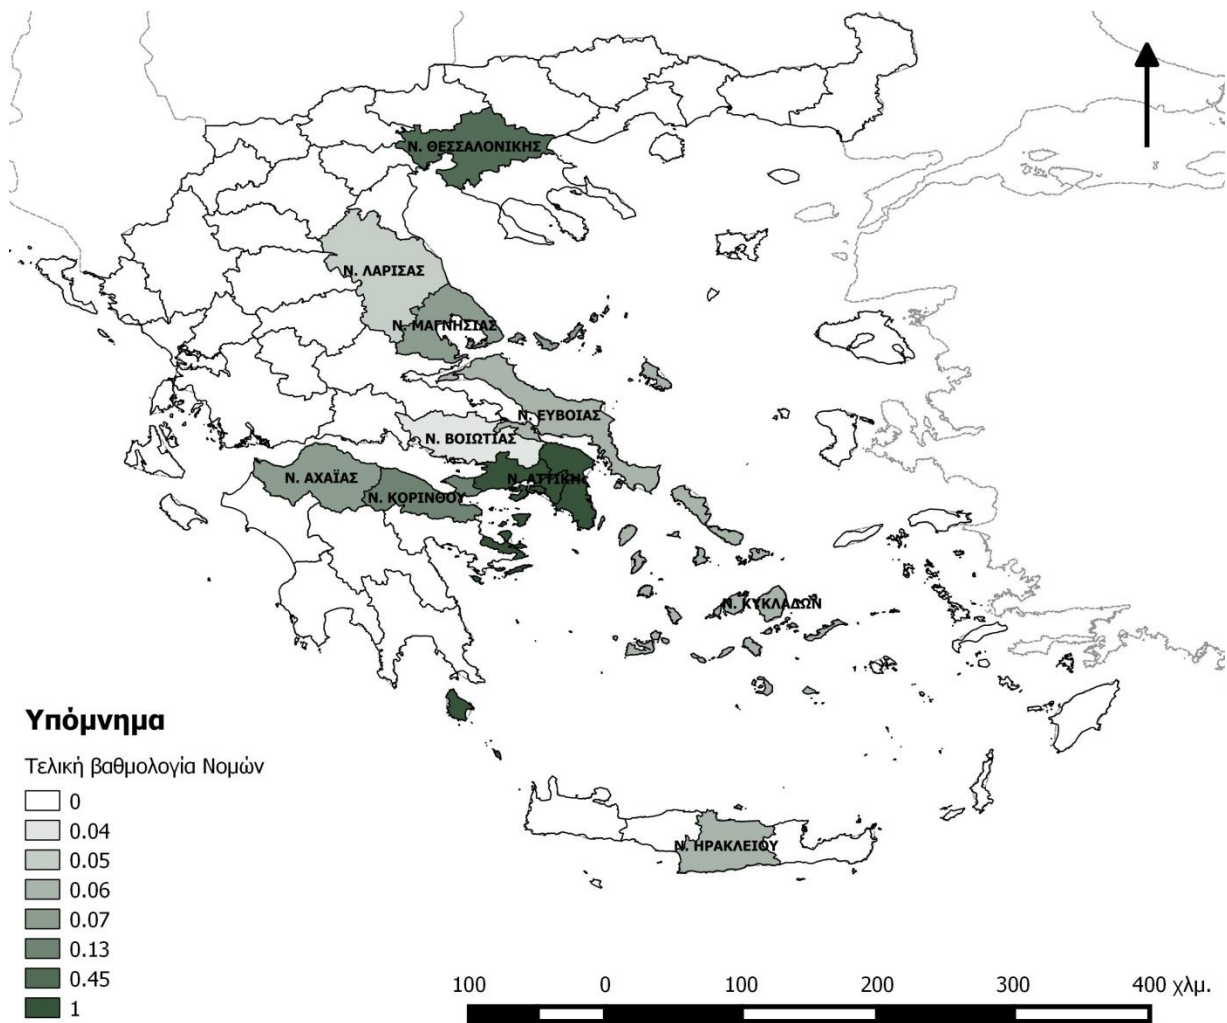 Ν. ΘΕΣΣΑΛΟΝΙΚΗΣ
Ν. ΛΑΡΙΣΑΣ
Ν. ΜΑΓΝΗΣΙΑΣ
Ν. ΕΥΒΟΙΑΣ
Ν. ΒΟΙΩΤΙΑΣ
Ν. ΑΧΑΪΑΣ
Ν. ΑΤΤΙΚΗΣ
Ν. ΚΟΡΙΝΘΟΥ
Ν. ΚΥΚΛΑΔΩΝ
Ν. ΗΡΑΚΛΕΙΟΥ
Υπόμνημα
Τελική βαθμολογία Νομών
0
0.04
0.05
0.06
0.07
0.13
0.45
1
100 0 100 200 300 400 χλμ.